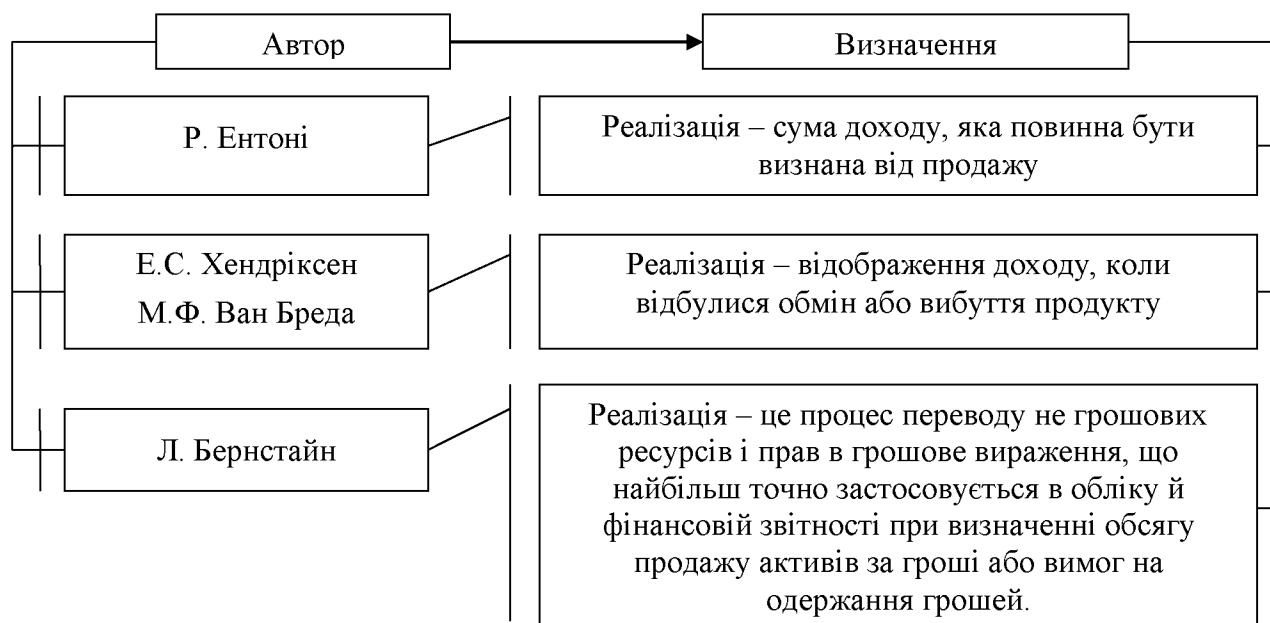 Автор
Визначення
Р. Ентоні
Реалізація – сума доходу, яка повинна бути
визнана від продажу
Е.С. Хендріксен
М.Ф. Ван Бреда
Реалізація – відображення доходу, коли
відбулися обмін або вибуття продукту
Л. Бернстайн
Реалізація – це процес переводу не грошових
ресурсів і прав в грошове вираження, що
найбільш точно застосовується в обліку й
фінансовій звітності при визначенні обсягу
продажу активів за гроші або вимог на
одержання грошей.